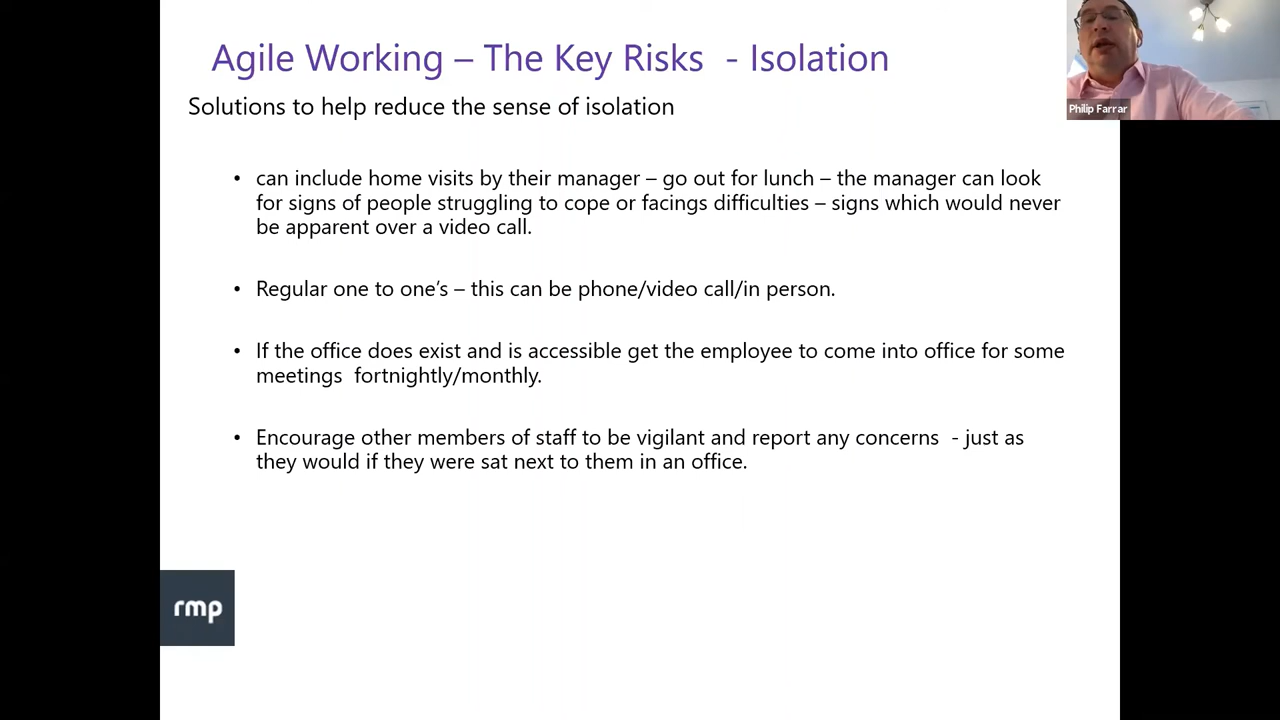 Agile Working – The Key Risks  - Isolation
Solutions to help reduce the sense of isolation
• can include home visits by their manager – go out for lunch – the manager can look
for signs of people struggling to cope or facings difficulties – signs which would never
be apparent over a video call.
• Regular one to one’s – this can be phone/video call/in person.
• If the office does exist and is accessible get the employee to come into office for some
meetings  fortnightly/monthly.
• Encourage other members of staff to be vigilant and report any concerns  - just as
they would if they were sat next to them in an office.
rmp
Philip Farrar